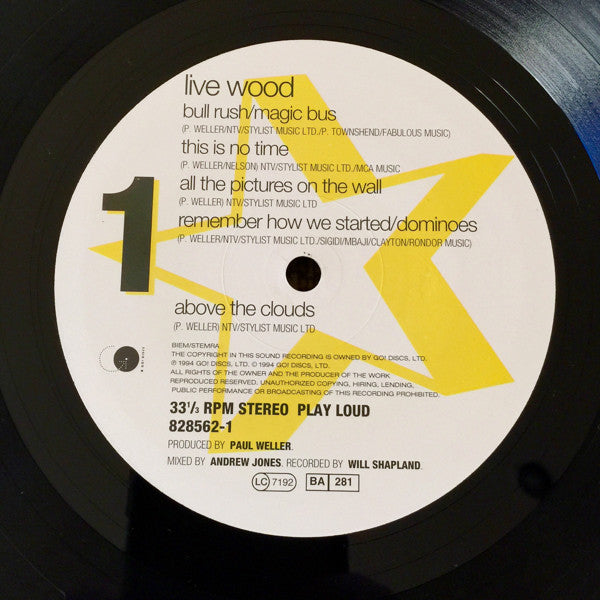 live wood
bull rush/magic bus
(P. WELLER/NTV/STYLIST MUSIC LTD./P. TOWNSHEND/FABULOUS MUSIC)
this is no time
(P. WELLER/NELSON) NTV/STYLIST MUSIC LTD./MCA MUSIC
all the pictures on the wall
(P. WELLER) NTV/STYLIST MUSIC LTD
remember how we started/dominoes
(P. WELLER/NTV/STYLIST MUSIC LTD./SIGIDI/MBAJI/CLAYTON/RONDOR MUSIC)
1
above the clouds
(P. WELLER) NTV/STYLIST MUSIC LTD
BIEM/STEMRA
THE COPYRIGHT IN THIS SOUND RECORDING IS OWNED BY GO! DISCS, LTD.
℗ 1994 GO! DISCS, LTD. © 1994 GO! DISCS, LTD.
ALL RIGHTS OF THE OWNER AND THE PRODUCER OF THE WORK
REPRODUCED RESERVED. UNAUTHORIZED COPYING, HIRING, LENDING,
PUBLIC PERFORMANCE OR BROADCASTING OF THIS RECORDING PROHIBITED.
33⅓ RPM STEREO PLAY LOUD
828562-1
PRODUCED BY PAUL WELLER.
MIXED BY ANDREW JONES. RECORDED BY WILL SHAPLAND.
LC 7192 BA 281